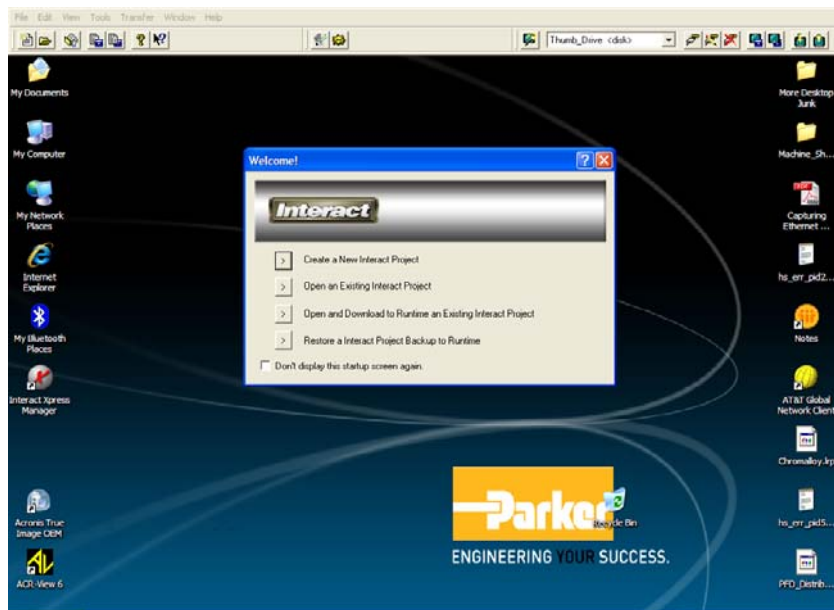 File Edit View Tools Transfer Window Help
Thumb_Drive <disk>
My Documents
My Computer
My Network
Places
Internet
Explorer
My Bluetooth
Places
Interact Xpress
Manager
Acronis True
Image OEM
ACR-View 6
Welcome!
Interact
Create a New Interact Project
Open an Existing Interact Project
Open and Download to Runtime an Existing Interact Project
Restore a Interact Project Backup to Runtime
Don't display this startup screen again.
Parker
Recycle Bin
ENGINEERING YOUR SUCCESS.
More Desktop
Junk
Machine_Sh...
Capturing
Ethernet ...
hs_err_pid2...
Notes
AT&T Global
Network Client
Chromalloy.lrp
hs_err_pid5...
PFD_Distrib...